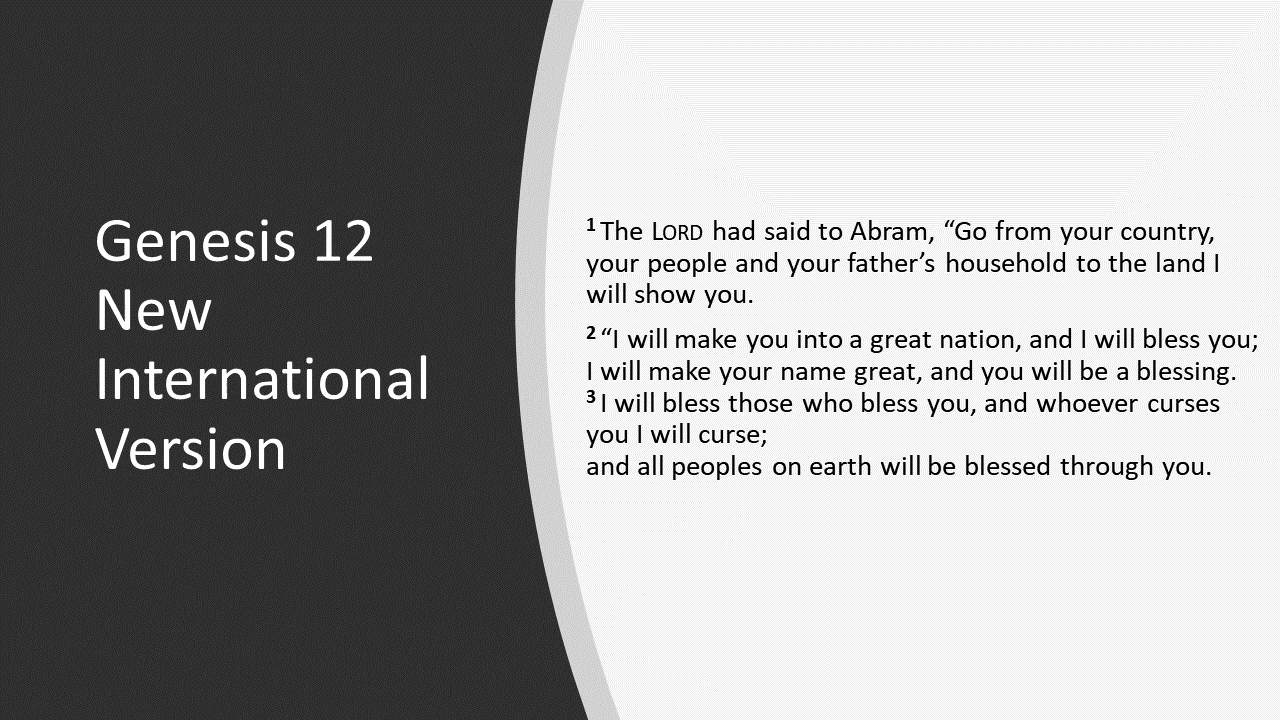 Genesis 12
New
International
Version
1 The LORD had said to Abram, “Go from your country,
your people and your father’s household to the land I
will show you.
2 “I will make you into a great nation, and I will bless you;
I will make your name great, and you will be a blessing.
3 I will bless those who bless you, and whoever curses
you I will curse;
and all peoples on earth will be blessed through you.